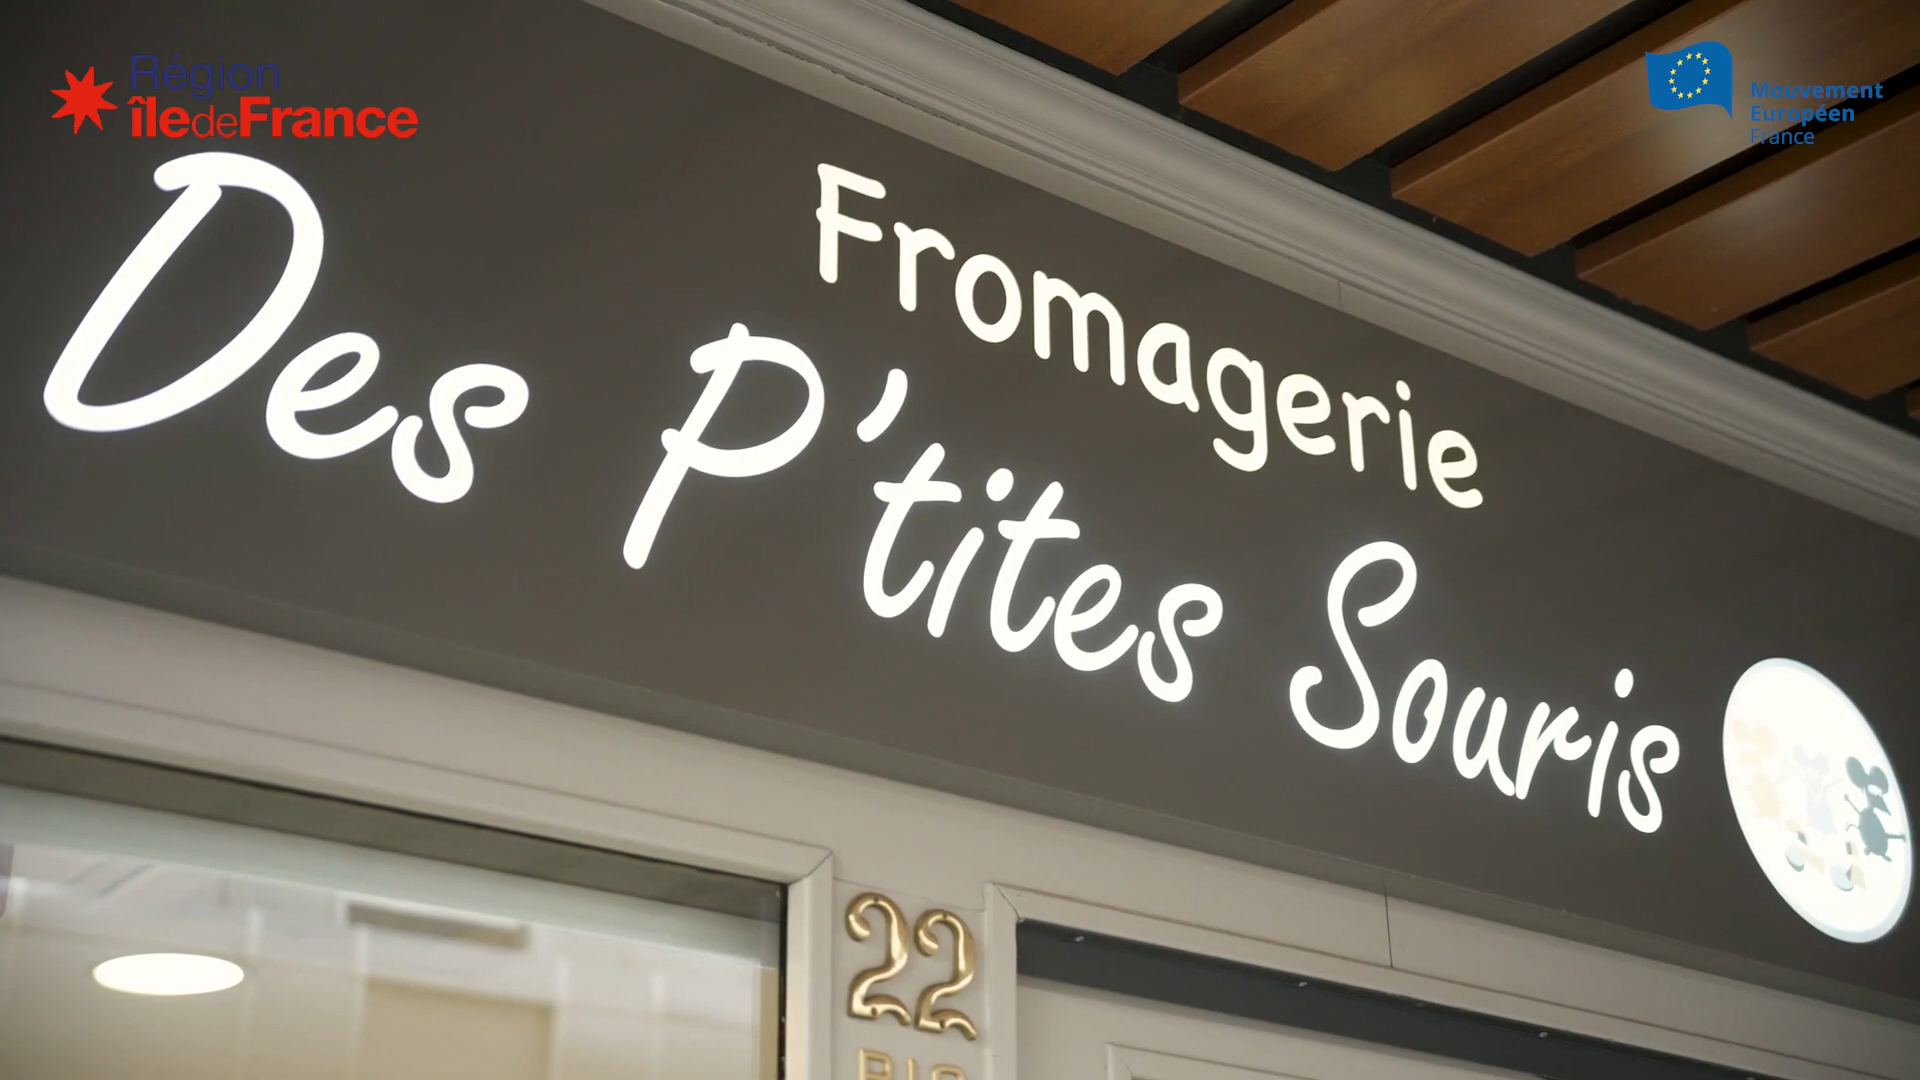 Région
îledeFrance
Mouvement
Européen
France
Fromagerie
Des P'tites Souris
22